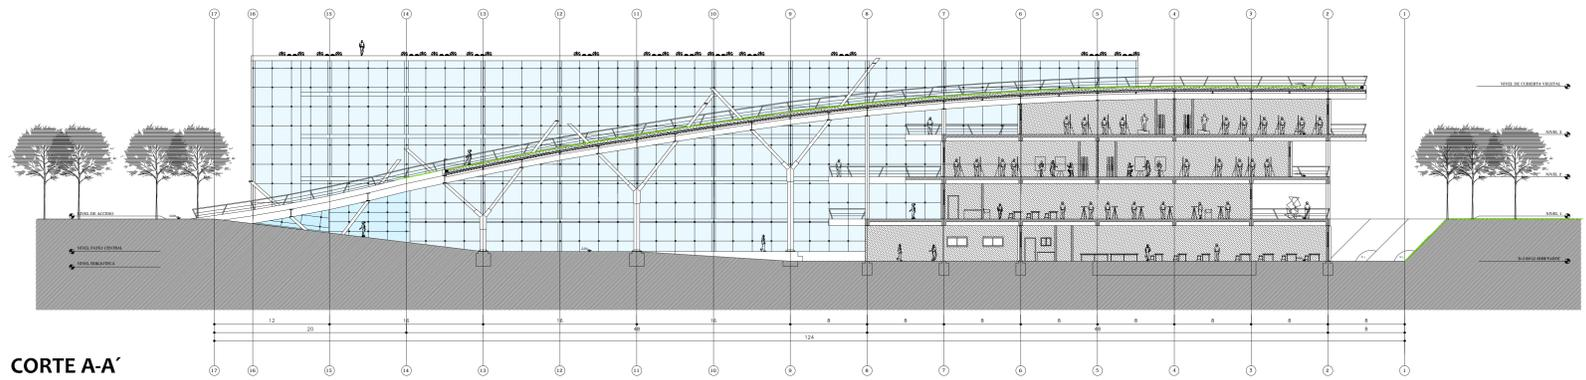 17 16 15 14 13 12 11 10 9 8 7 6 5 4 3 2 1
NIVEL DE CUBIERTA VEGETAL
NIVEL 3
NIVEL 2
NIVEL DE ACCESO
NIVEL 1
NIVEL PATIO CENTRAL
NIVEL BIBLIOTECA
12 16 16 16 8 8 8 8 8 8 8 8
20 48 48 8
124
CORTE A-A´
17 16 15 14 13 12 11 10 9 8 7 6 5 4 3 2 1